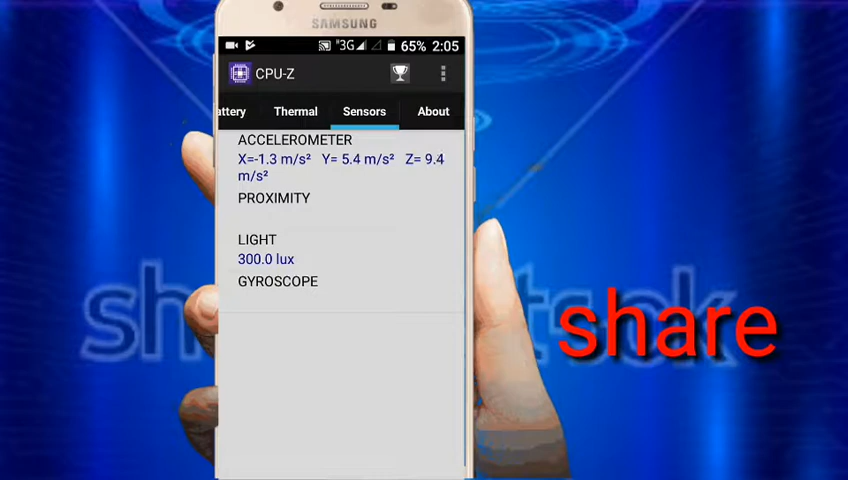 SAMSUNG
3G 65% 2:05
CPU-Z
attery Thermal Sensors About
ACCELEROMETER
X=-1.3 m/s² Y= 5.4 m/s² Z= 9.4
m/s²
PROXIMITY
LIGHT
300.0 lux
GYROSCOPE
share